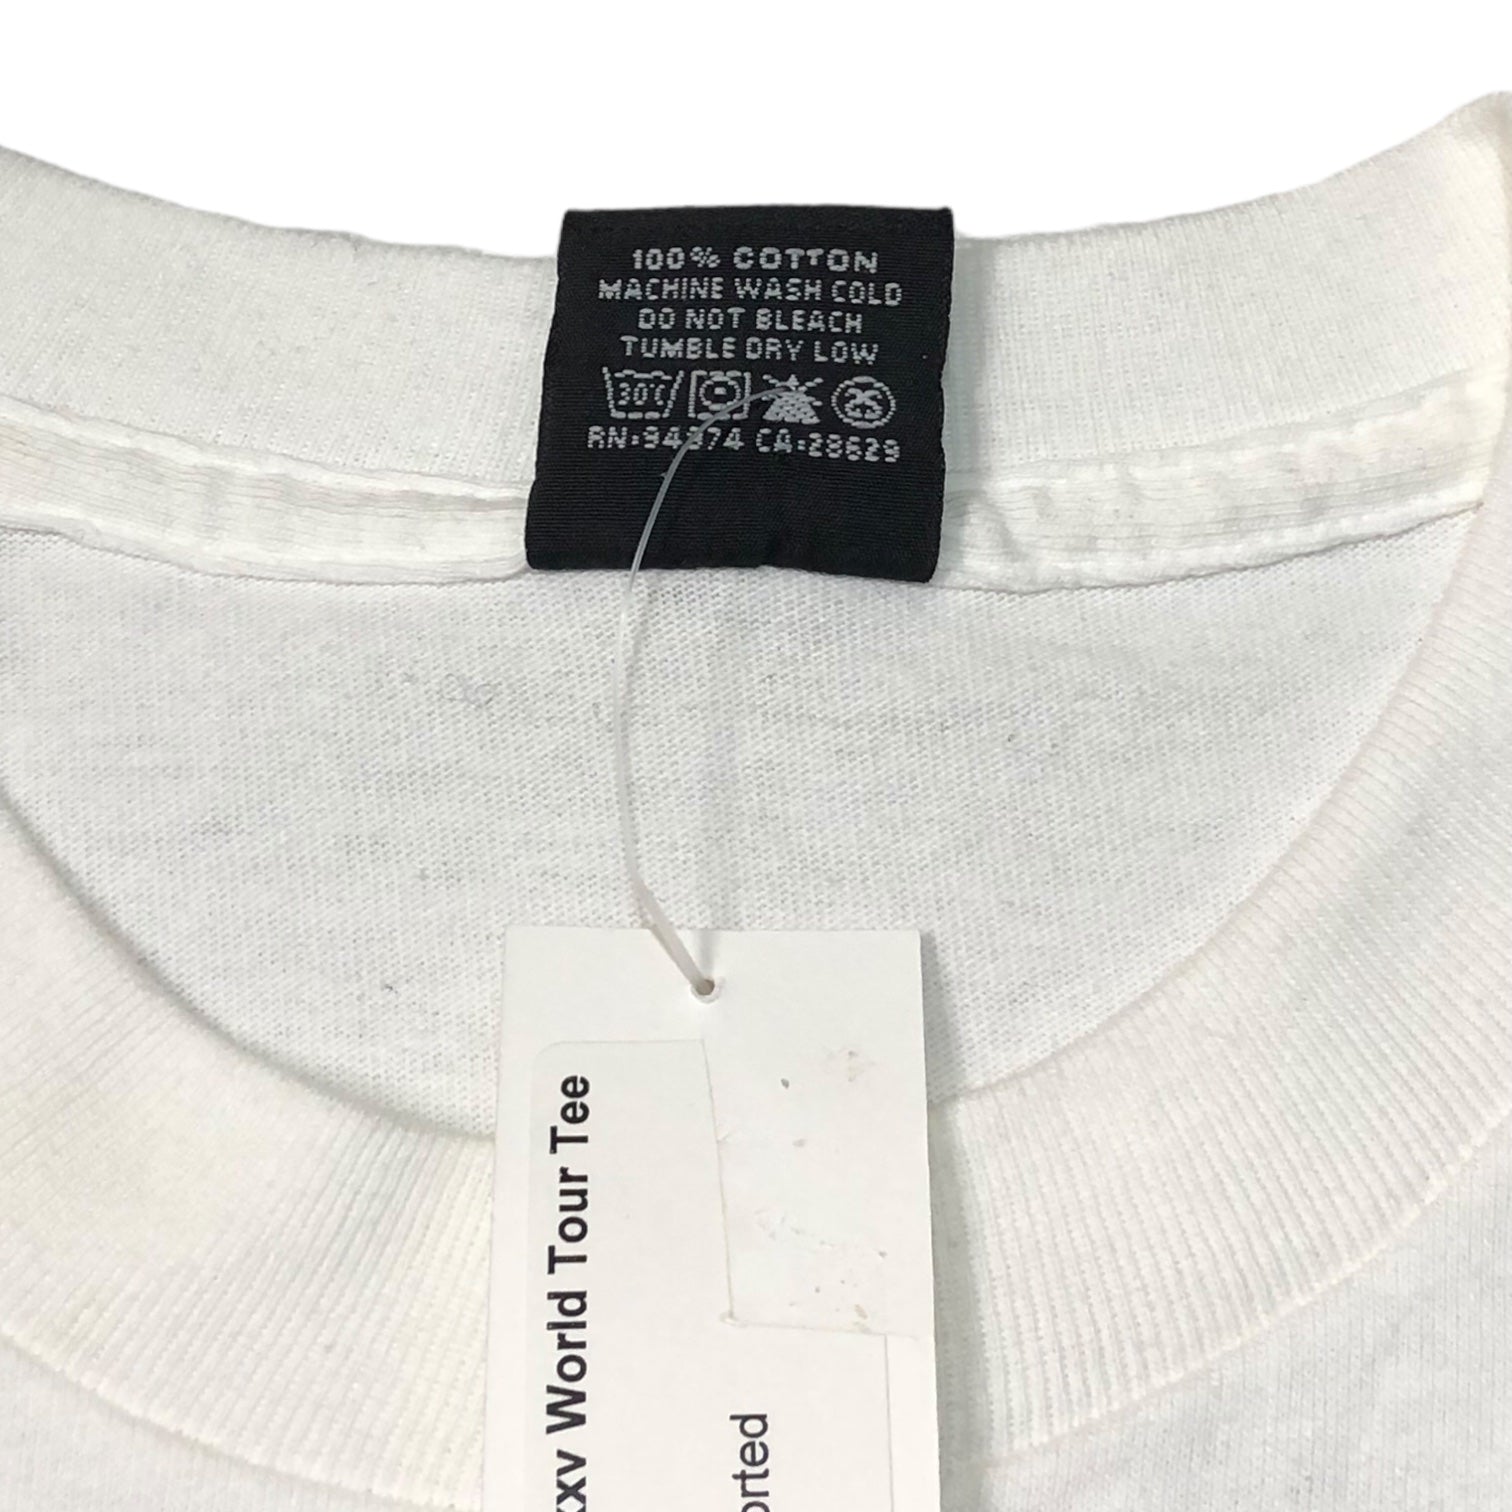 100% COTTON
MACHINE WASH COLD
DO NOT BLEACH
TUMBLE DRY LOW
30°C
RN:94374 CA:28629
xxv World Tour Tee
orted